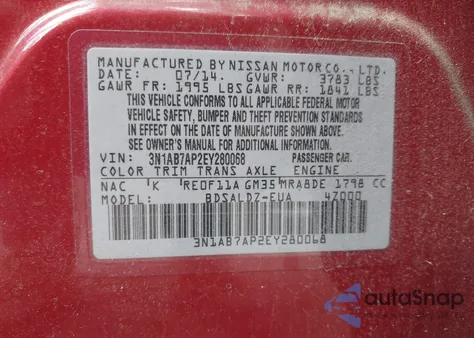 MANUFACTURED BY NISSAN MOTOR CO., LTD.
DATE: 07/14. GVWR: 3783 LBS
GAWR FR: 1995 LBS GAWR RR: 1841 LBS
THIS VEHICLE CONFORMS TO ALL APPLICABLE FEDERAL MOTOR
VEHICLE SAFETY, BUMPER AND THEFT PREVENTION STANDARDS
IN EFFECT ON THE DATE OF MANUFACTURE SHOWN ABOVE.
SEE OWNER'S MANUAL FOR ADDITIONAL INFORMATION.
VIN: 3N1AB7AP2EY280068 PASSENGER CAR.
COLOR TRIM TRANS AXLE ENGINE
NAC K RE0F11A GM35 MRA8DE 1798 CC
MODEL: BDSALDZ-EUA 4Z000
3N1AB7AP2EY280068
autoSnap